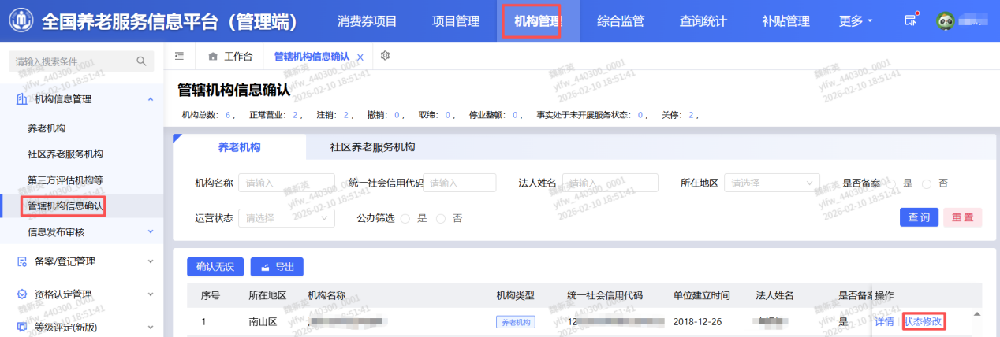 全国养老服务信息平台（管理端） 消费券项目 项目管理 机构管理 综合监管 查询统计 补贴管理 更多
请输入搜索条件 工作台 管辖机构信息确认
机构信息管理
养老机构
社区养老服务机构
第三方评估机构等
管辖机构信息确认
信息发布审核
备案/登记管理
资格认定管理
等级评定(新版)
管辖机构信息确认
机构总数： 6 ， 正常营业： 2 ， 注销： 2 ， 撤销： 0 ， 取缔： 0 ， 停业整顿： 0 ， 事实处于未开展服务状态： 0 ， 关停： 2 ，
养老机构 社区养老服务机构
机构名称 请输入 统一社会信用代码 请输入 法人姓名 请输入 所在地区 请选择 是否备案 是 否
运营状态 请选择 公办筛选 是 否 查询 重置
确认无误 导出
序号 所在地区 机构名称 机构类型 统一社会信用代码 单位建立时间 法人姓名 是否备案 操作
1 南山区 养老机构 12 2018-12-26 是 详情 状态修改
魏新英
ylfw_440300_0001
2026-02-10 18:51:41